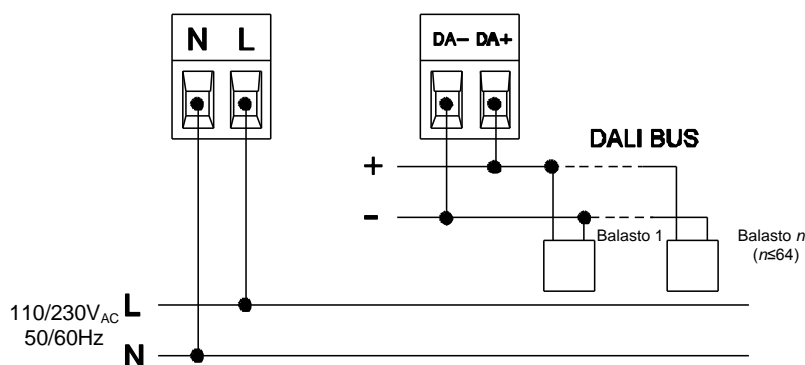 N L
DA- DA+
DALI BUS
+
-
Balasto 1
Balasto n
(n≤64)
110/230VAC
50/60Hz
L
N